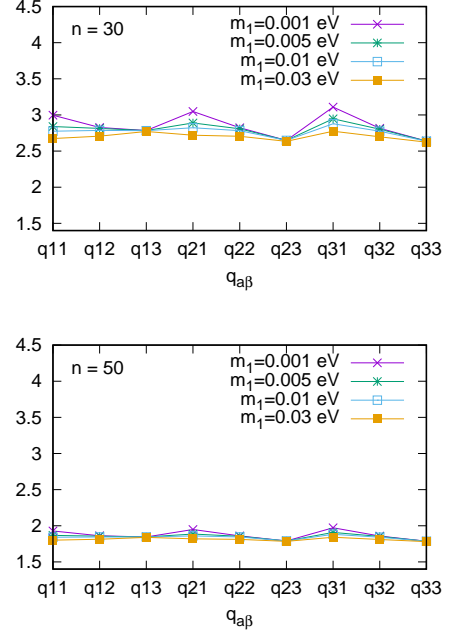 4.5
n = 30
m₁=0.001 eV
4
m₁=0.005 eV
m₁=0.01 eV
3.5
m₁=0.03 eV
3
2.5
2
1.5
q11 q12 q13 q21 q22 q23 q31 q32 q33
qaβ
4.5
n = 50
m₁=0.001 eV
4
m₁=0.005 eV
m₁=0.01 eV
3.5
m₁=0.03 eV
3
2.5
2
1.5
q11 q12 q13 q21 q22 q23 q31 q32 q33
qaβ